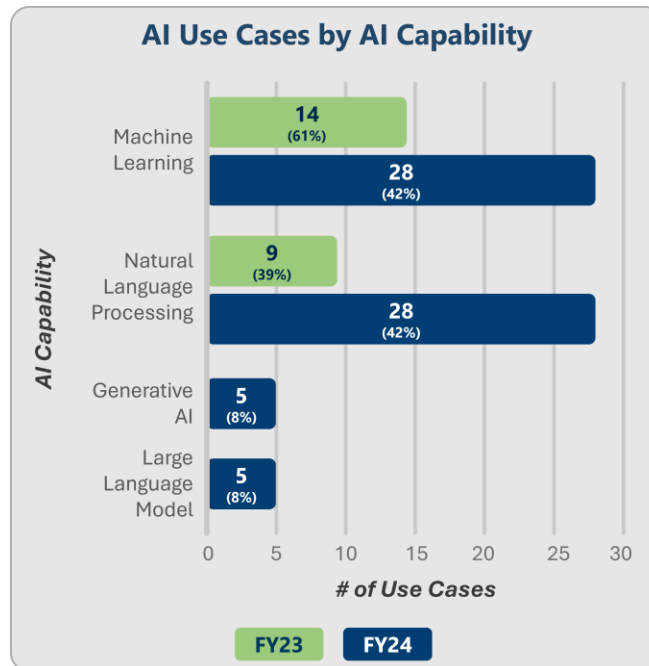 AI Use Cases by AI Capability
AI Capability
Machine
Learning
14
(61%)
28
(42%)
Natural
Language
Processing
9
(39%)
28
(42%)
Generative
AI
5
(8%)
Large
Language
Model
5
(8%)
0 5 10 15 20 25 30
# of Use Cases
FY23 FY24